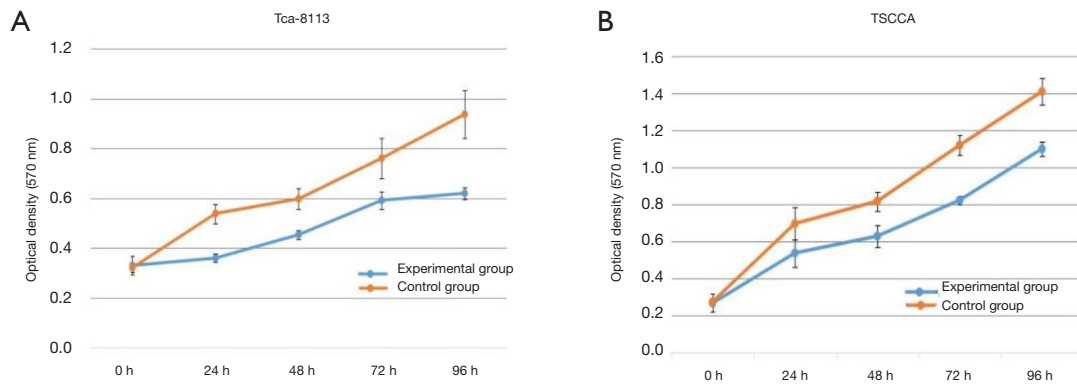 A
Tca-8113
1.2
1.0
0.8
0.6
0.4
0.2
0.0
Optical density (570 nm)
Experimental group
Control group
0 h
24 h
48 h
72 h
96 h
B
TSCCA
1.6
1.4
1.2
1.0
0.8
0.6
0.4
0.2
0.0
Optical density (570 nm)
Experimental group
Control group
0 h
24 h
48 h
72 h
96 h